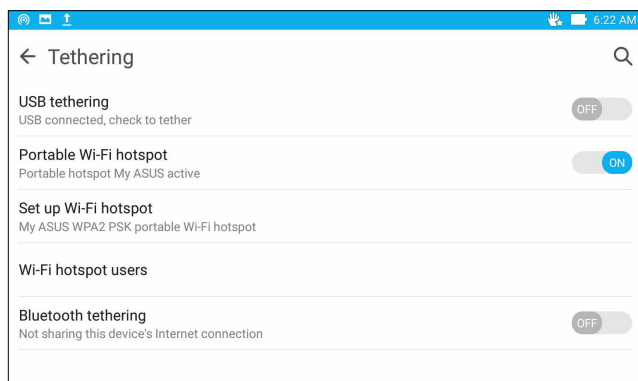 6:22 AM
Tethering
USB tethering
OFF
USB connected, check to tether
Portable Wi-Fi hotspot
ON
Portable hotspot My ASUS active
Set up Wi-Fi hotspot
My ASUS WPA2 PSK portable Wi-Fi hotspot
Wi-Fi hotspot users
Bluetooth tethering
OFF
Not sharing this device's Internet connection